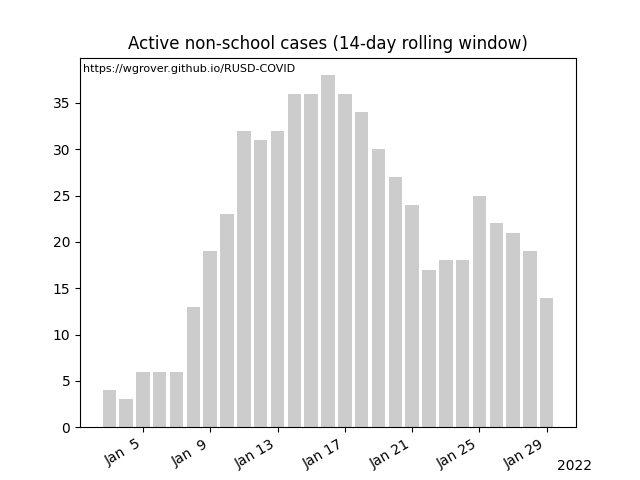 Active non-school cases (14-day rolling window)
https://wgrover.github.io/RUSD-COVID
35
30
25
20
15
10
5
0
Jan 5
Jan 9
Jan 13
Jan 17
Jan 21
Jan 25
Jan 29
2022